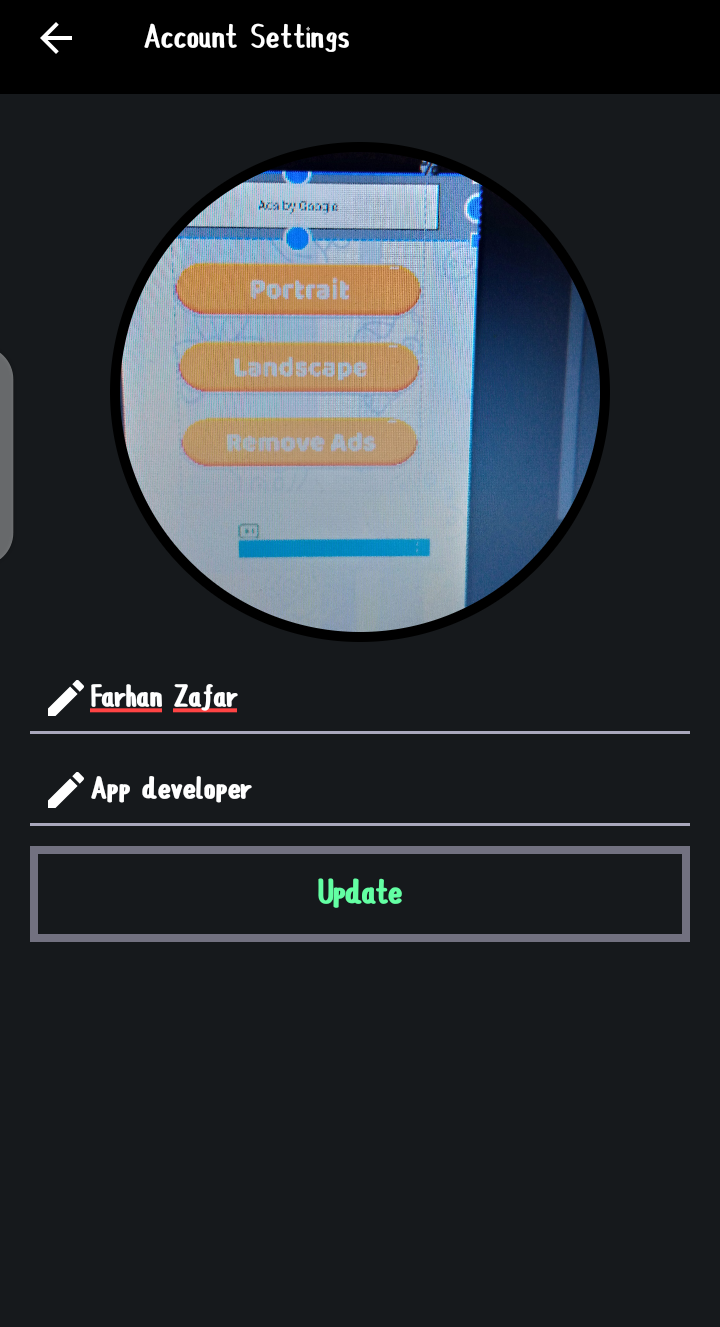 Account Settings
Ads by Google
Portrait
Landscape
Remove Ads
Farhan Zafar
App developer
Update